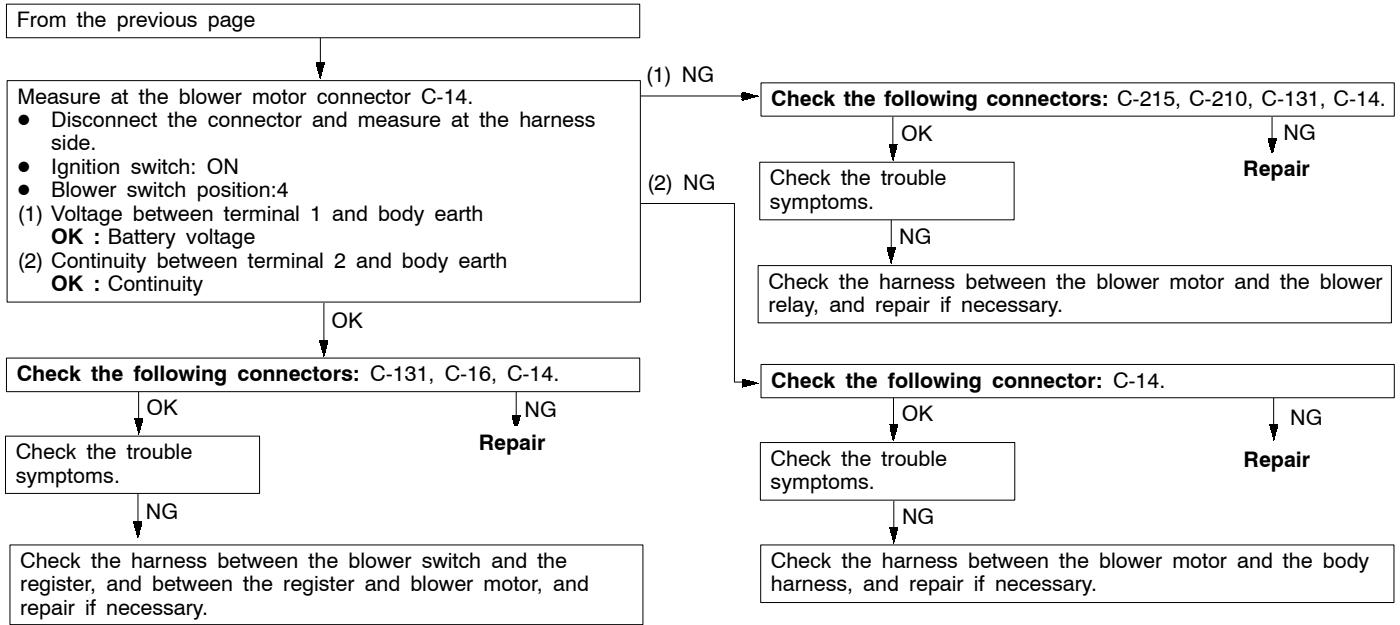 From the previous page
Measure at the blower motor connector C-14.
● Disconnect the connector and measure at the harness
side.
● Ignition switch: ON
● Blower switch position:4
(1) Voltage between terminal 1 and body earth
OK : Battery voltage
(2) Continuity between terminal 2 and body earth
OK : Continuity
(1) NG
Check the following connectors: C-215, C-210, C-131, C-14.
OK
NG
Repair
Check the trouble
symptoms.
NG
Check the harness between the blower motor and the blower
relay, and repair if necessary.
(2) NG
Check the following connector: C-14.
OK
NG
Repair
Check the trouble
symptoms.
NG
Check the harness between the blower motor and the body
harness, and repair if necessary.
OK
Check the following connectors: C-131, C-16, C-14.
OK
NG
Repair
Check the trouble
symptoms.
NG
Check the harness between the blower switch and the
register, and between the register and blower motor, and
repair if necessary.